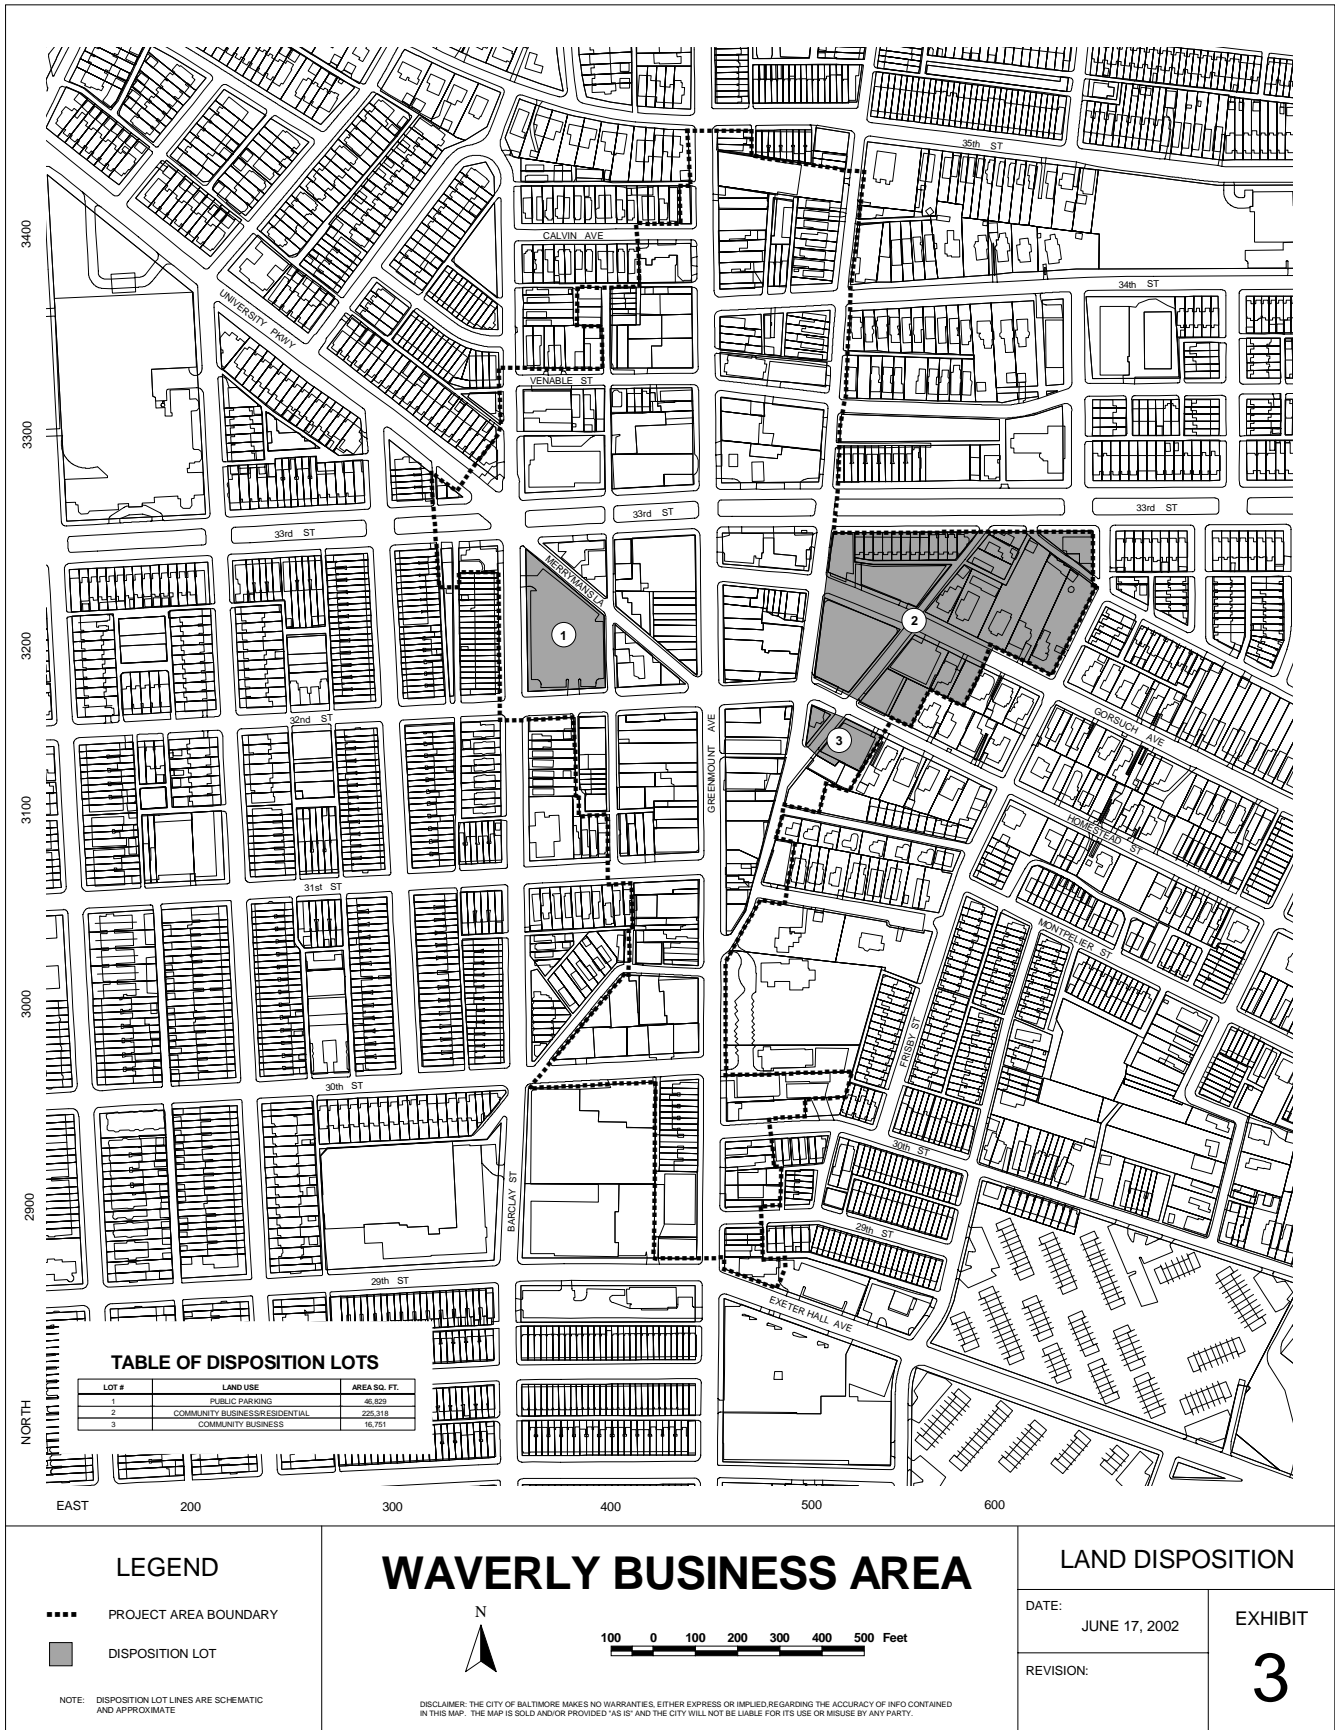 35th ST
3400
CALVIN AVE
34th ST
UNIVERSITY PKWY
VENABLE ST
3300
33rd ST
33rd ST
33rd ST
MERRYMANS LA
1
2
3200
32nd ST
GREENMOUNT AVE
3
GORSUCH AVE
3100
HOMESTEAD ST
31st ST
MONTPELIER ST
3000
FRISBY ST
30th ST
30th ST
BARCLAY ST
2900
29th ST
29th ST
EXETER HALL AVE
TABLE OF DISPOSITION LOTS
LOT # LAND USE AREA SQ. FT.
1 PUBLIC PARKING 46,829
2 COMMUNITY BUSINESS/RESIDENTIAL 225,318
3 COMMUNITY BUSINESS 16,751
NORTH
EAST 200 300 400 500 600
LEGEND
PROJECT AREA BOUNDARY
DISPOSITION LOT
NOTE: DISPOSITION LOT LINES ARE SCHEMATIC
AND APPROXIMATE
WAVERLY BUSINESS AREA
N
100 0 100 200 300 400 500 Feet
DISCLAIMER: THE CITY OF BALTIMORE MAKES NO WARRANTIES, EITHER EXPRESS OR IMPLIED,REGARDING THE ACCURACY OF INFO CONTAINED
IN THIS MAP. THE MAP IS SOLD AND/OR PROVIDED "AS IS" AND THE CITY WILL NOT BE LIABLE FOR ITS USE OR MISUSE BY ANY PARTY.
LAND DISPOSITION
DATE:
JUNE 17, 2002
REVISION:
EXHIBIT
3